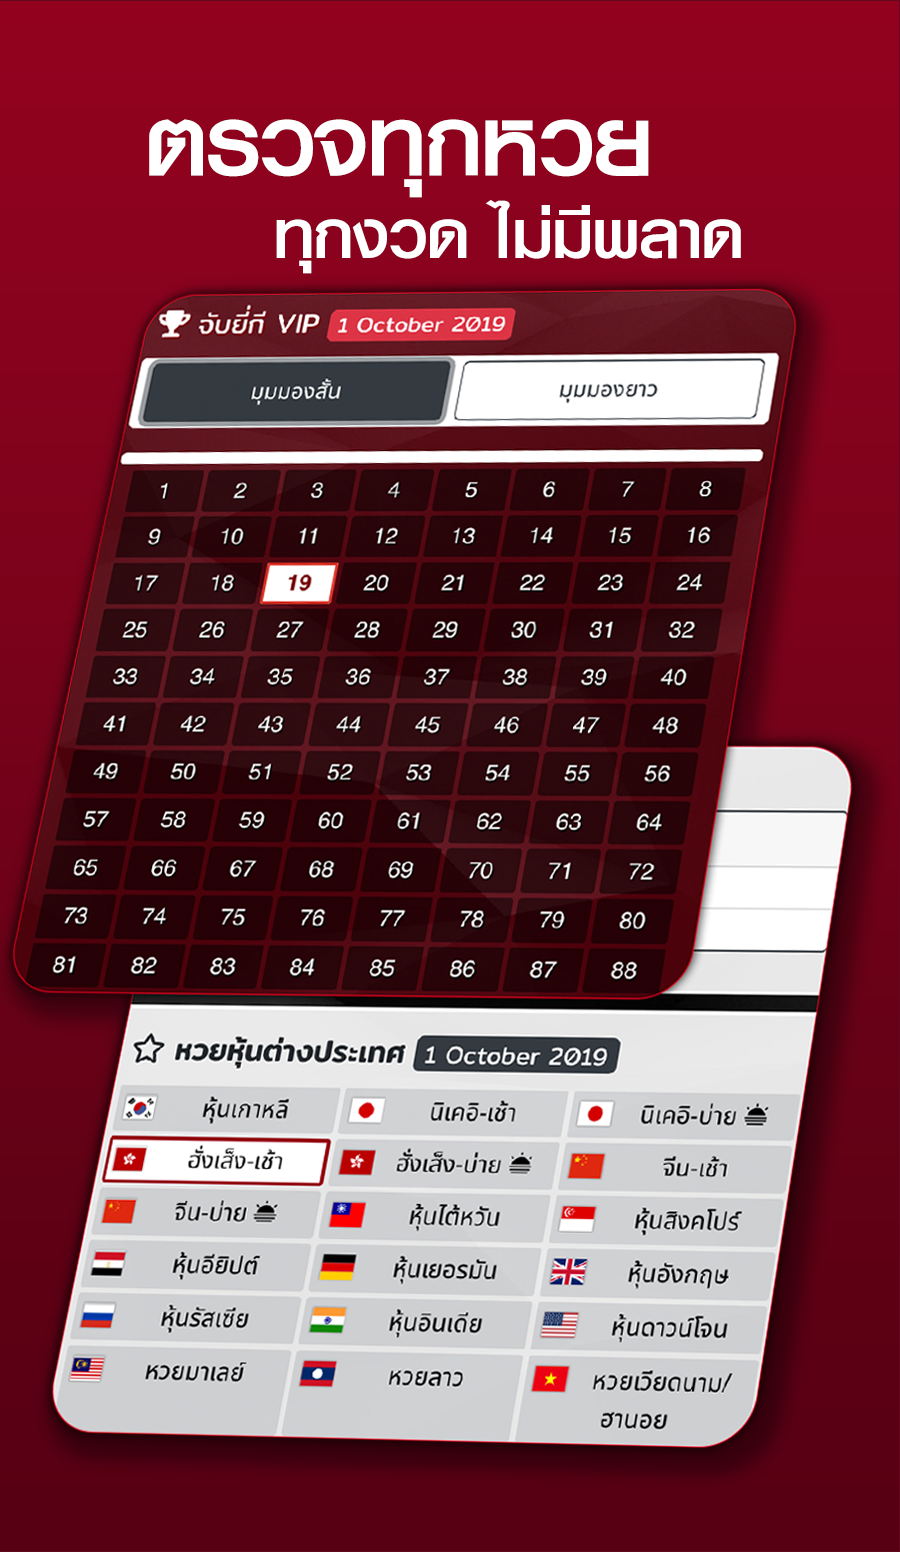 ตรวจทุกหวย
ทุกงวด ไม่มีพลาด
จับยี่กี VIP 1 October 2019
มุมมองสั้น มุมมองยาว
1 2 3 4 5 6 7 8
9 10 11 12 13 14 15 16
17 18 19 20 21 22 23 24
25 26 27 28 29 30 31 32
33 34 35 36 37 38 39 40
41 42 43 44 45 46 47 48
49 50 51 52 53 54 55 56
57 58 59 60 61 62 63 64
65 66 67 68 69 70 71 72
73 74 75 76 77 78 79 80
81 82 83 84 85 86 87 88
หวยหุ้นต่างประเทศ 1 October 2019
หุ้นเกาหลี นิเคอิ-เช้า นิเคอิ-บ่าย
ฮั่งเส็ง-เช้า ฮั่งเส็ง-บ่าย จีน-เช้า
จีน-บ่าย หุ้นไต้หวัน หุ้นสิงคโปร์
หุ้นอียิปต์ หุ้นเยอรมัน หุ้นอังกฤษ
หุ้นรัสเซีย หุ้นอินเดีย หุ้นดาวน์โจน
หวยมาเลย์ หวยลาว หวยเวียดนาม/
ฮานอย